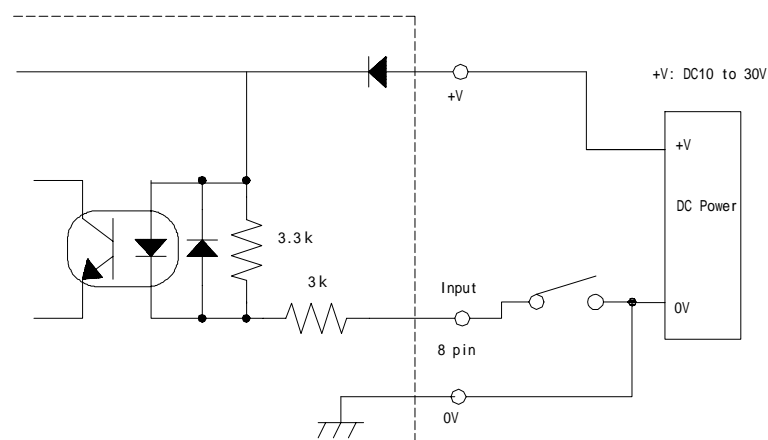 +V: DC10 to 30V
+V
+V
DC Power
3.3k
3k
Input
8 pin
0V
0V